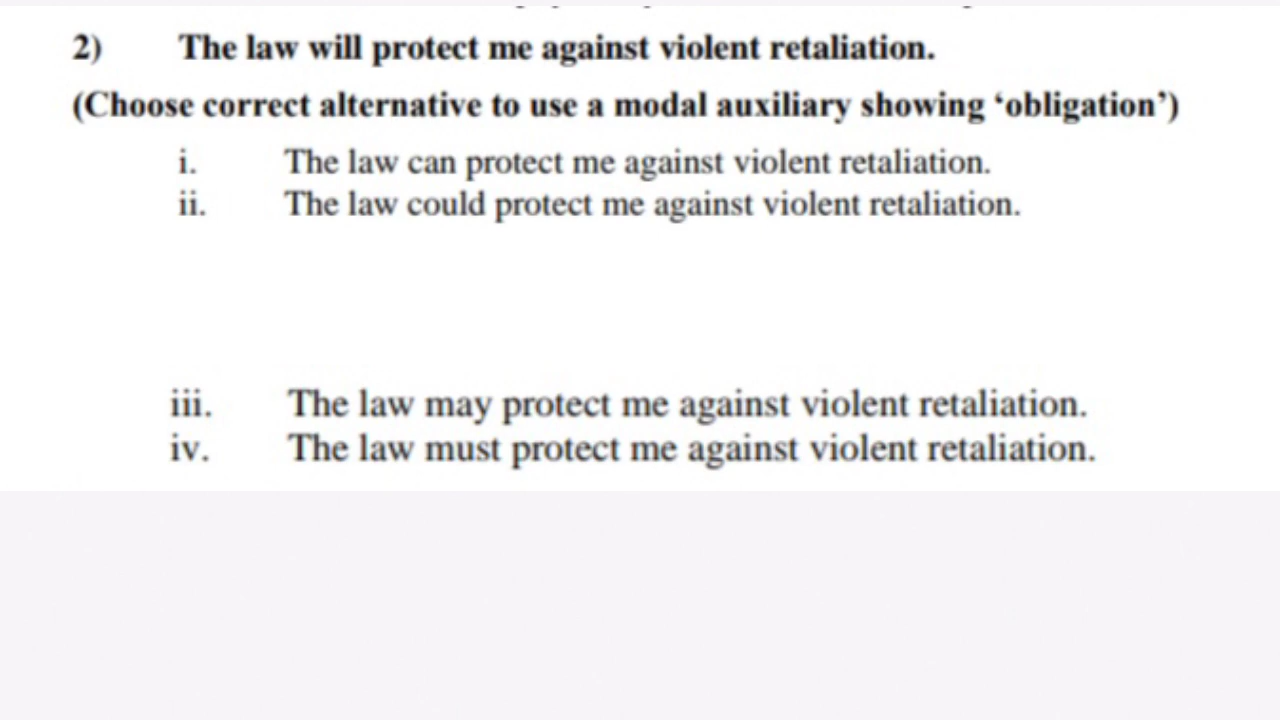 2) The law will protect me against violent retaliation.
(Choose correct alternative to use a modal auxiliary showing ‘obligation’)
i. The law can protect me against violent retaliation.
ii. The law could protect me against violent retaliation.
iii. The law may protect me against violent retaliation.
iv. The law must protect me against violent retaliation.